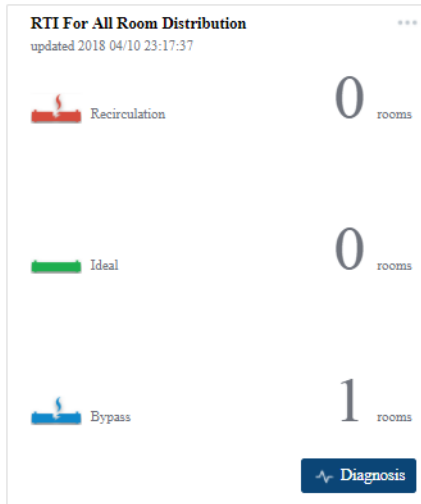 RTI For All Room Distribution
updated 2018 04/10 23:17:37
Recirculation 0 rooms
Ideal 0 rooms
Bypass 1 rooms
Diagnosis